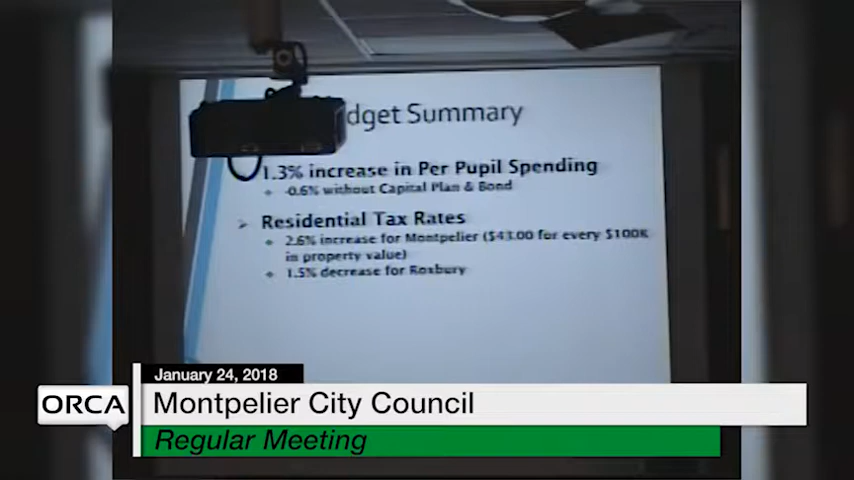 dget Summary
1.3% increase in Per Pupil Spending
-0.6% without Capital Plan & Bond
Residential Tax Rates
2.6% increase for Montpelier ($43.00 for every $100K
in property value)
1.5% decrease for Roxbury
January 24, 2018
ORCA
Montpelier City Council
Regular Meeting